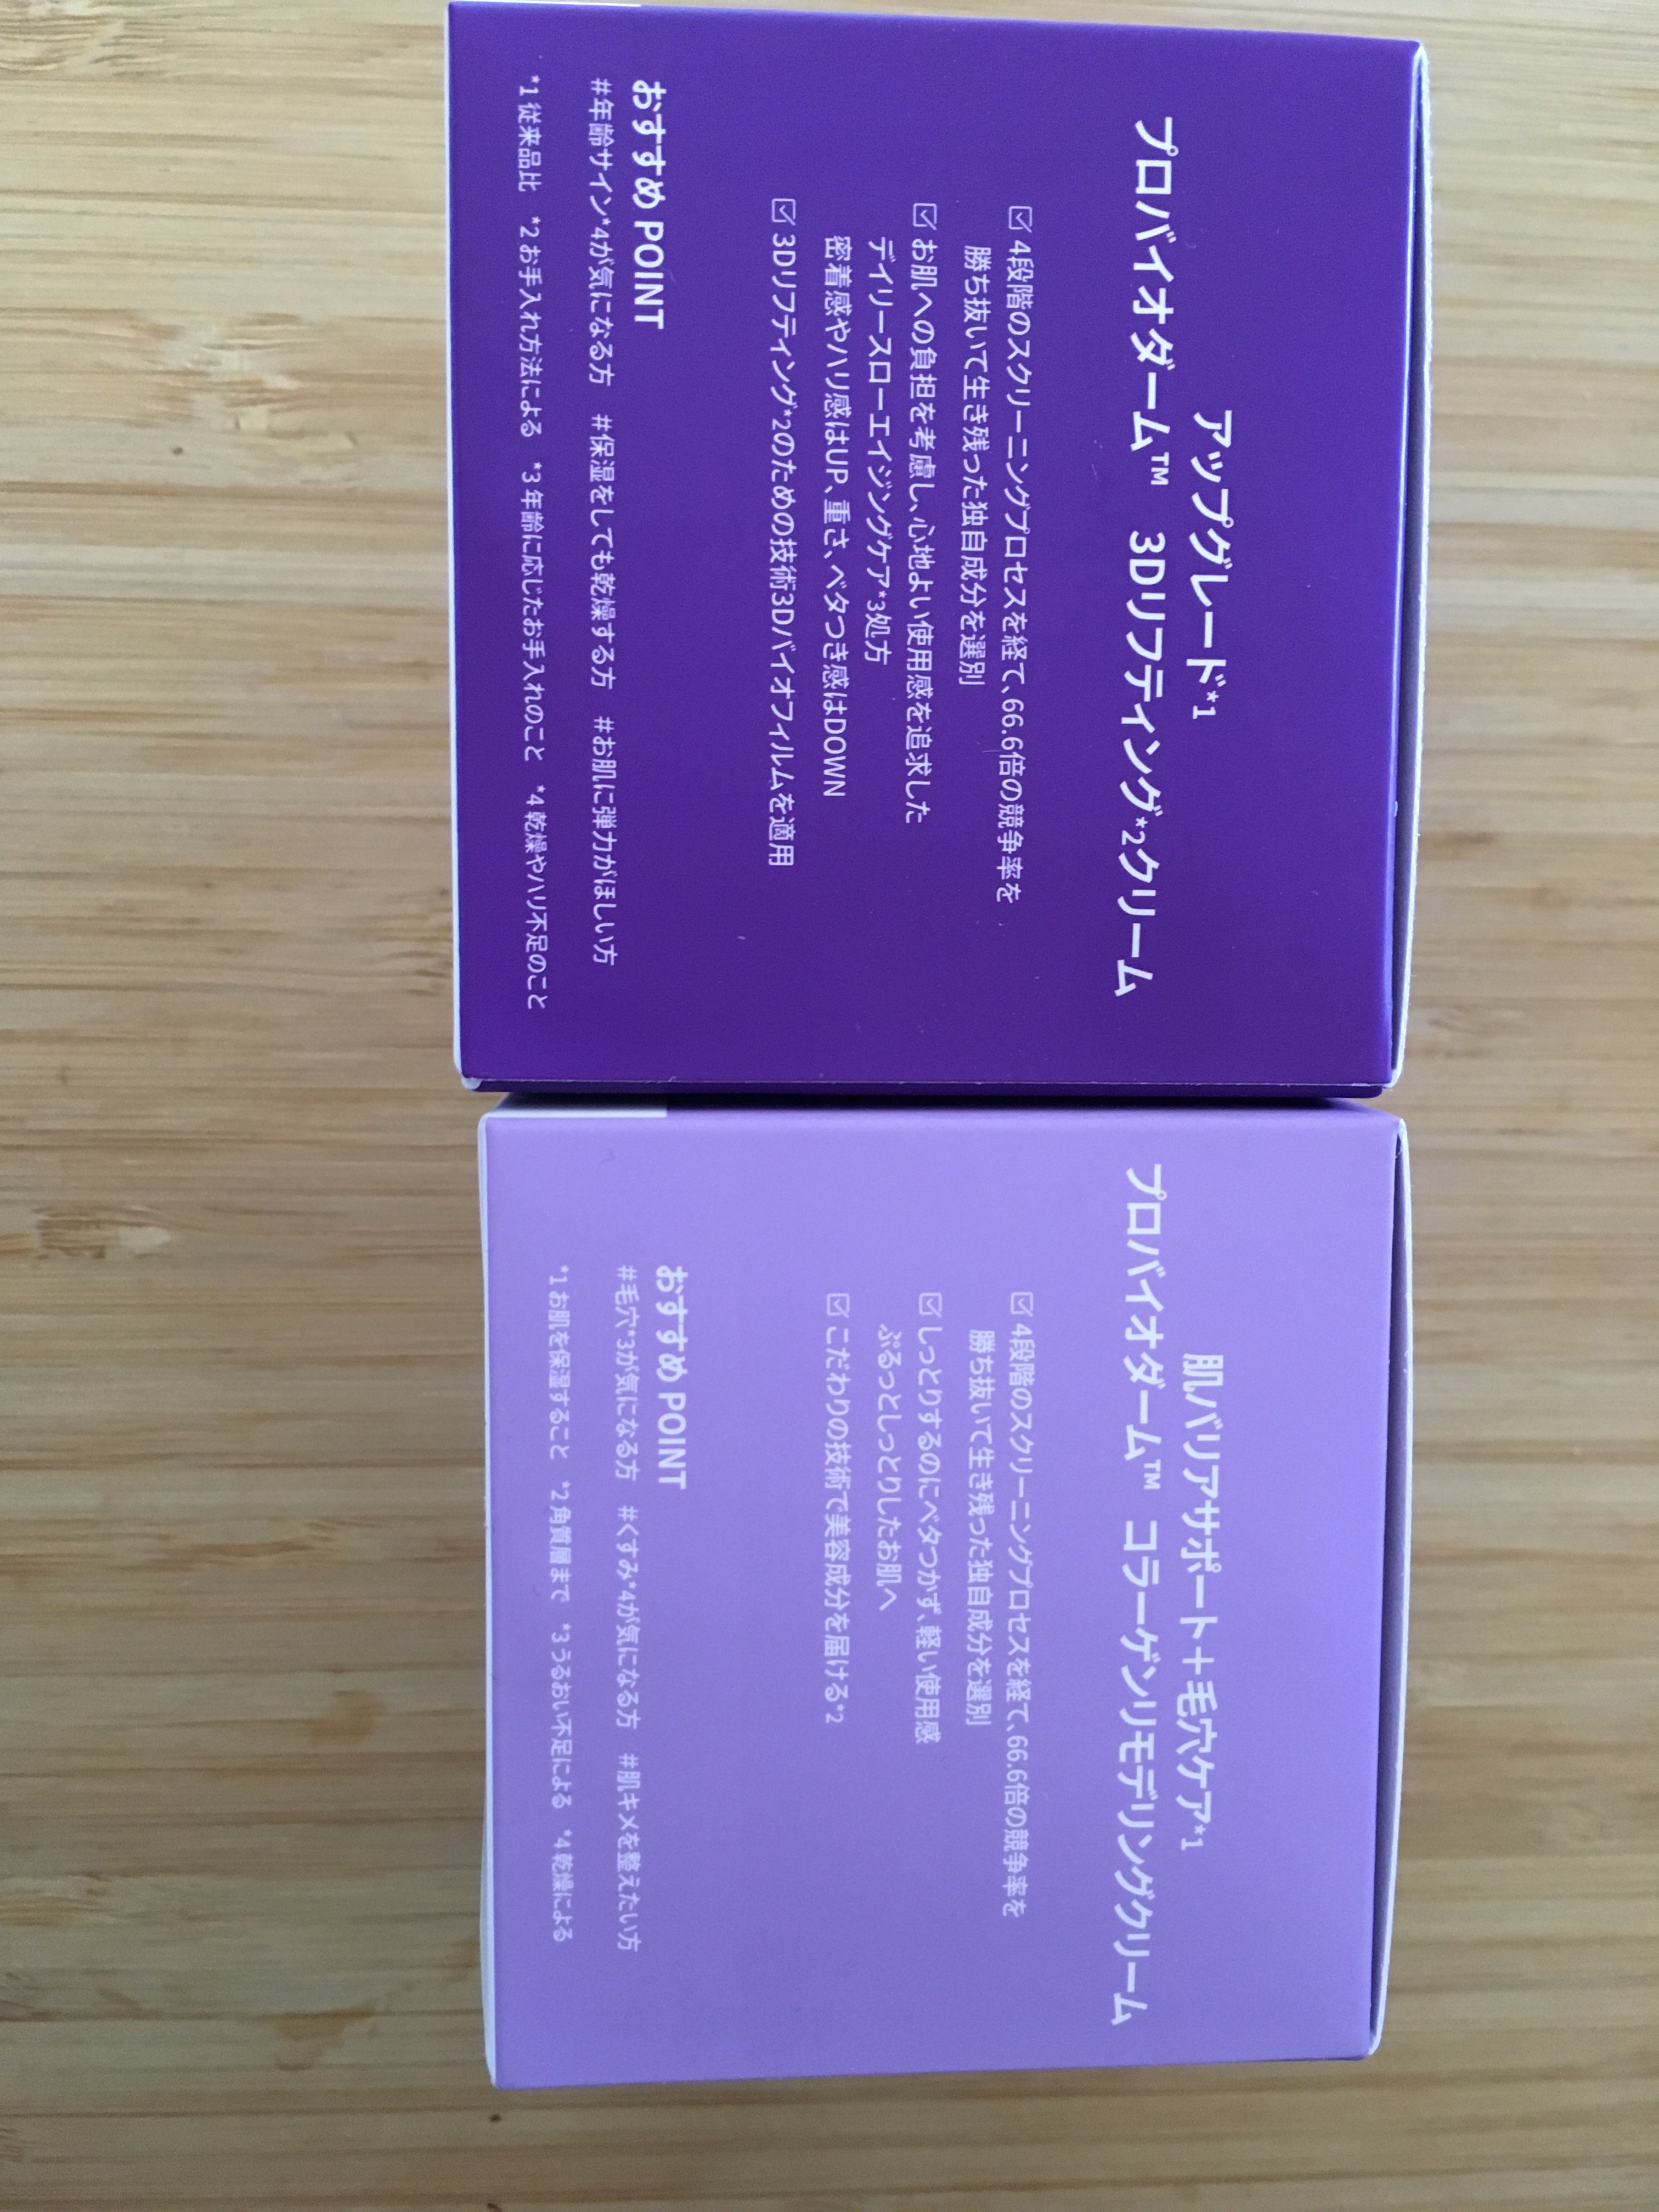 アップグレード*1
プロバイオダーム™ 3Dリフティング*2クリーム
☑ 4段階のスクリーニングプロセスを経て、66.6倍の競争率を
勝ち抜いて生き残った独自成分を選別
☑ お肌への負担を考慮し、心地よい使用感を追求した
デイリースローエイジングケア*3処方
密着感やハリ感はUP、重さ、ベタつき感はDOWN
☑ 3Dリフティング*2のための技術3Dバイオフィルムを適用
おすすめ POINT
#年齢サイン*4が気になる方 #保湿をしても乾燥する方 #お肌に弾力がほしい方
*1 従来品比 *2 お手入れ方法による *3 年齢に応じたお手入れのこと *4 乾燥やハリ不足のこと
肌バリアサポート＋毛穴ケア*1
プロバイオダーム™ コラーゲンリモデリングクリーム
☑ 4段階のスクリーニングプロセスを経て、66.6倍の競争率を
勝ち抜いて生き残った独自成分を選別
☑ しっとりするのにベタつかず、軽い使用感
ぷるっとしっとりしたお肌へ
☑ こだわりの技術で美容成分を届ける*2
おすすめ POINT
#毛穴*3が気になる方 #くすみ*4が気になる方 #肌キメを整えたい方
*1 お肌を保湿すること *2 角質層まで *3 うるおい不足による *4 乾燥による